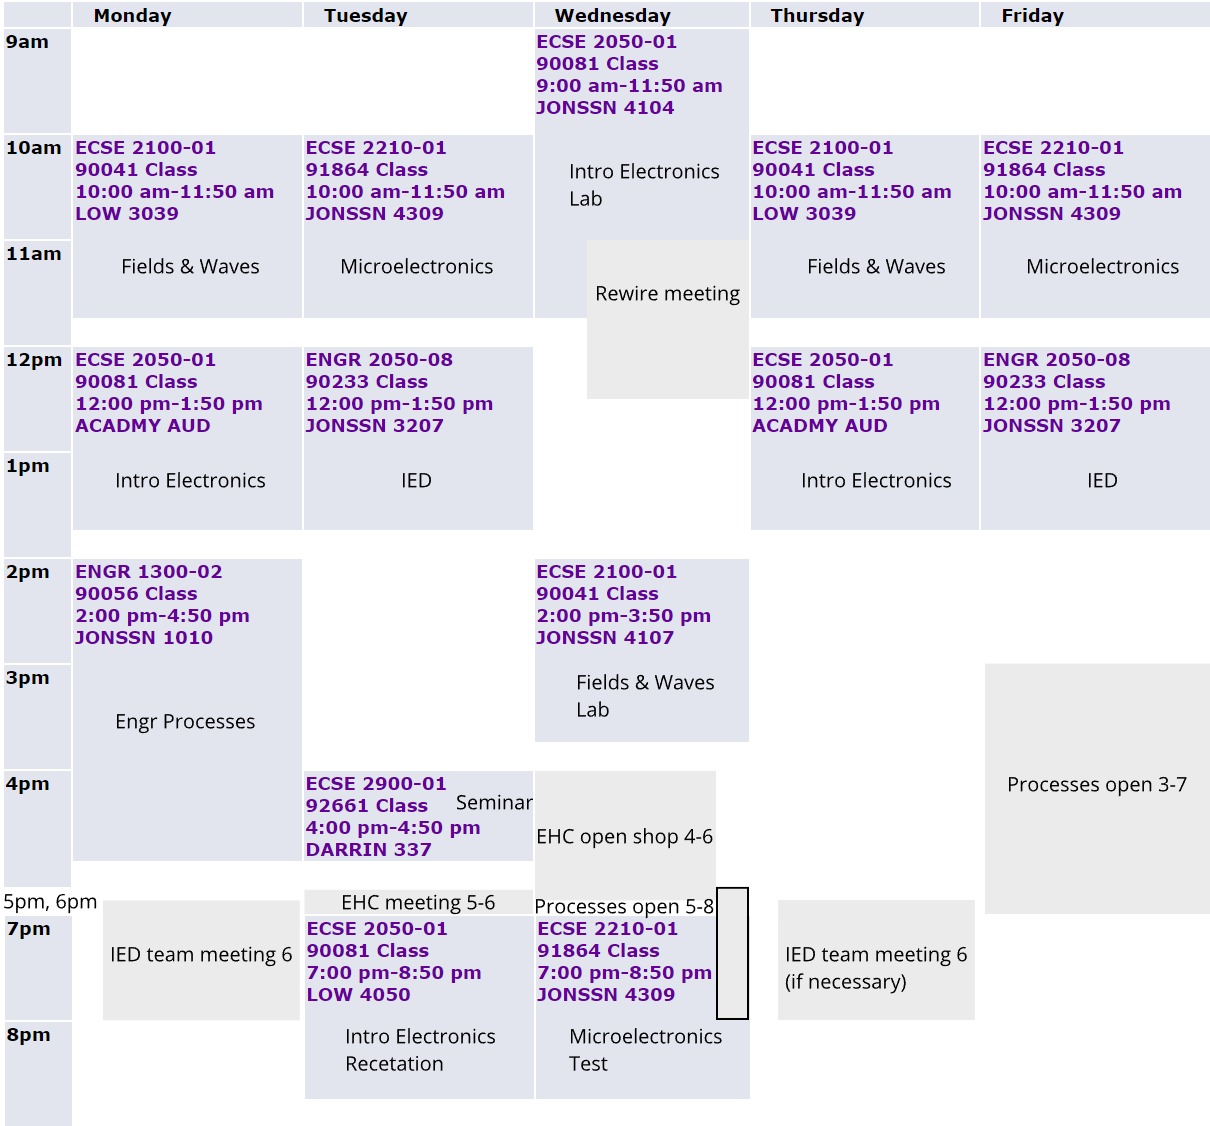 Monday Tuesday Wednesday Thursday Friday
9am
ECSE 2050-01
90081 Class
9:00 am-11:50 am
JONSSN 4104
Intro Electronics
Lab
10am
ECSE 2100-01
90041 Class
10:00 am-11:50 am
LOW 3039
Fields & Waves
ECSE 2210-01
91864 Class
10:00 am-11:50 am
JONSSN 4309
Microelectronics
ECSE 2100-01
90041 Class
10:00 am-11:50 am
LOW 3039
Fields & Waves
ECSE 2210-01
91864 Class
10:00 am-11:50 am
JONSSN 4309
Microelectronics
11am
Rewire meeting
12pm
ECSE 2050-01
90081 Class
12:00 pm-1:50 pm
ACADMY AUD
Intro Electronics
ENGR 2050-08
90233 Class
12:00 pm-1:50 pm
JONSSN 3207
IED
ECSE 2050-01
90081 Class
12:00 pm-1:50 pm
ACADMY AUD
Intro Electronics
ENGR 2050-08
90233 Class
12:00 pm-1:50 pm
JONSSN 3207
IED
1pm
2pm
ENGR 1300-02
90056 Class
2:00 pm-4:50 pm
JONSSN 1010
Engr Processes
ECSE 2100-01
90041 Class
2:00 pm-3:50 pm
JONSSN 4107
Fields & Waves
Lab
3pm
Processes open 3-7
4pm
ECSE 2900-01
92661 Class
4:00 pm-4:50 pm
DARRIN 337
Seminar
EHC open shop 4-6
5pm, 6pm
EHC meeting 5-6
Processes open 5-8
7pm
IED team meeting 6
ECSE 2050-01
90081 Class
7:00 pm-8:50 pm
LOW 4050
Intro Electronics
Recetation
ECSE 2210-01
91864 Class
7:00 pm-8:50 pm
JONSSN 4309
Microelectronics
Test
IED team meeting 6
(if necessary)
8pm